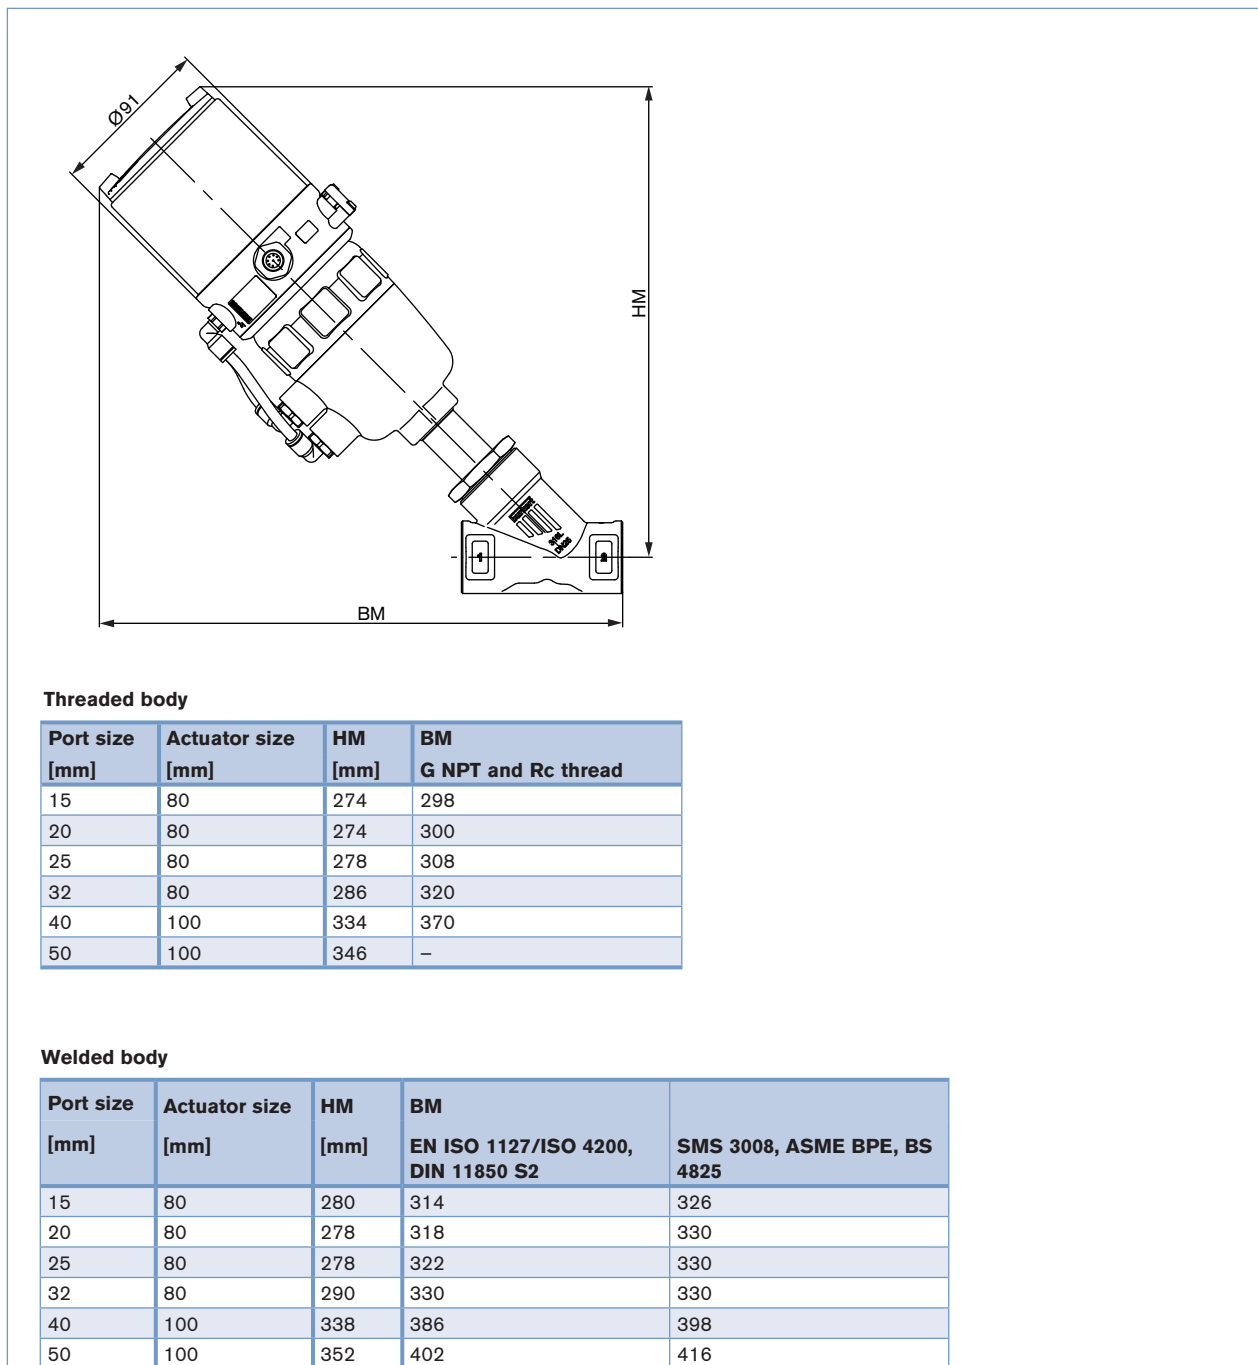 Ø91
HM
316L
DN25
1
2
BM
Threaded body
Port size Actuator size HM BM
[mm] [mm] [mm] G NPT and Rc thread
15 80 274 298
20 80 274 300
25 80 278 308
32 80 286 320
40 100 334 370
50 100 346 –
Welded body
Port size Actuator size HM BM
[mm] [mm] [mm] EN ISO 1127/ISO 4200, SMS 3008, ASME BPE, BS
DIN 11850 S2 4825
15 80 280 314 326
20 80 278 318 330
25 80 278 322 330
32 80 290 330 330
40 100 338 386 398
50 100 352 402 416